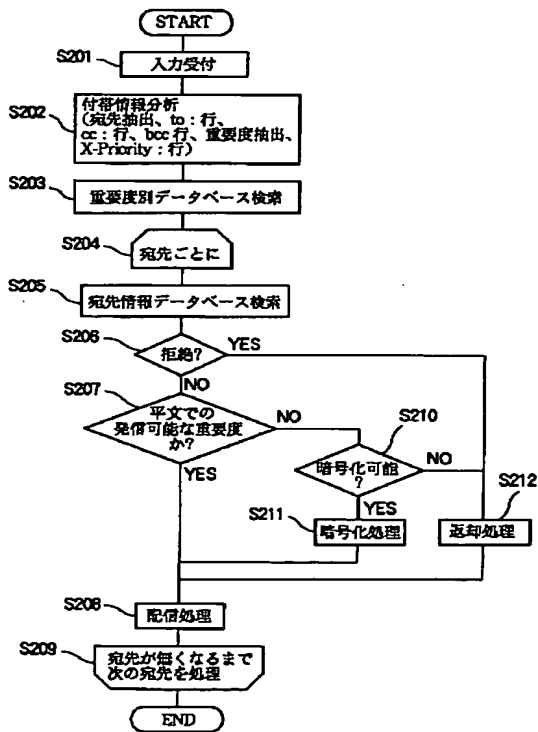 START
S201
入力受付
S202
付帯情報分析
(宛先抽出、to:行、
cc:行、bcc行、重要度抽出、
X-Priority:行)
S203
重要度別データベース検索
S204
宛先ごとに
S205
宛先情報データベース検索
S206
拒絶?
YES
NO
S207
平文での
発信可能な重要度
か?
NO
YES
S210
暗号化可能
?
NO
YES
S211
暗号化処理
S212
返却処理
S208
配信処理
S209
宛先が無くなるまで
次の宛先を処理
END